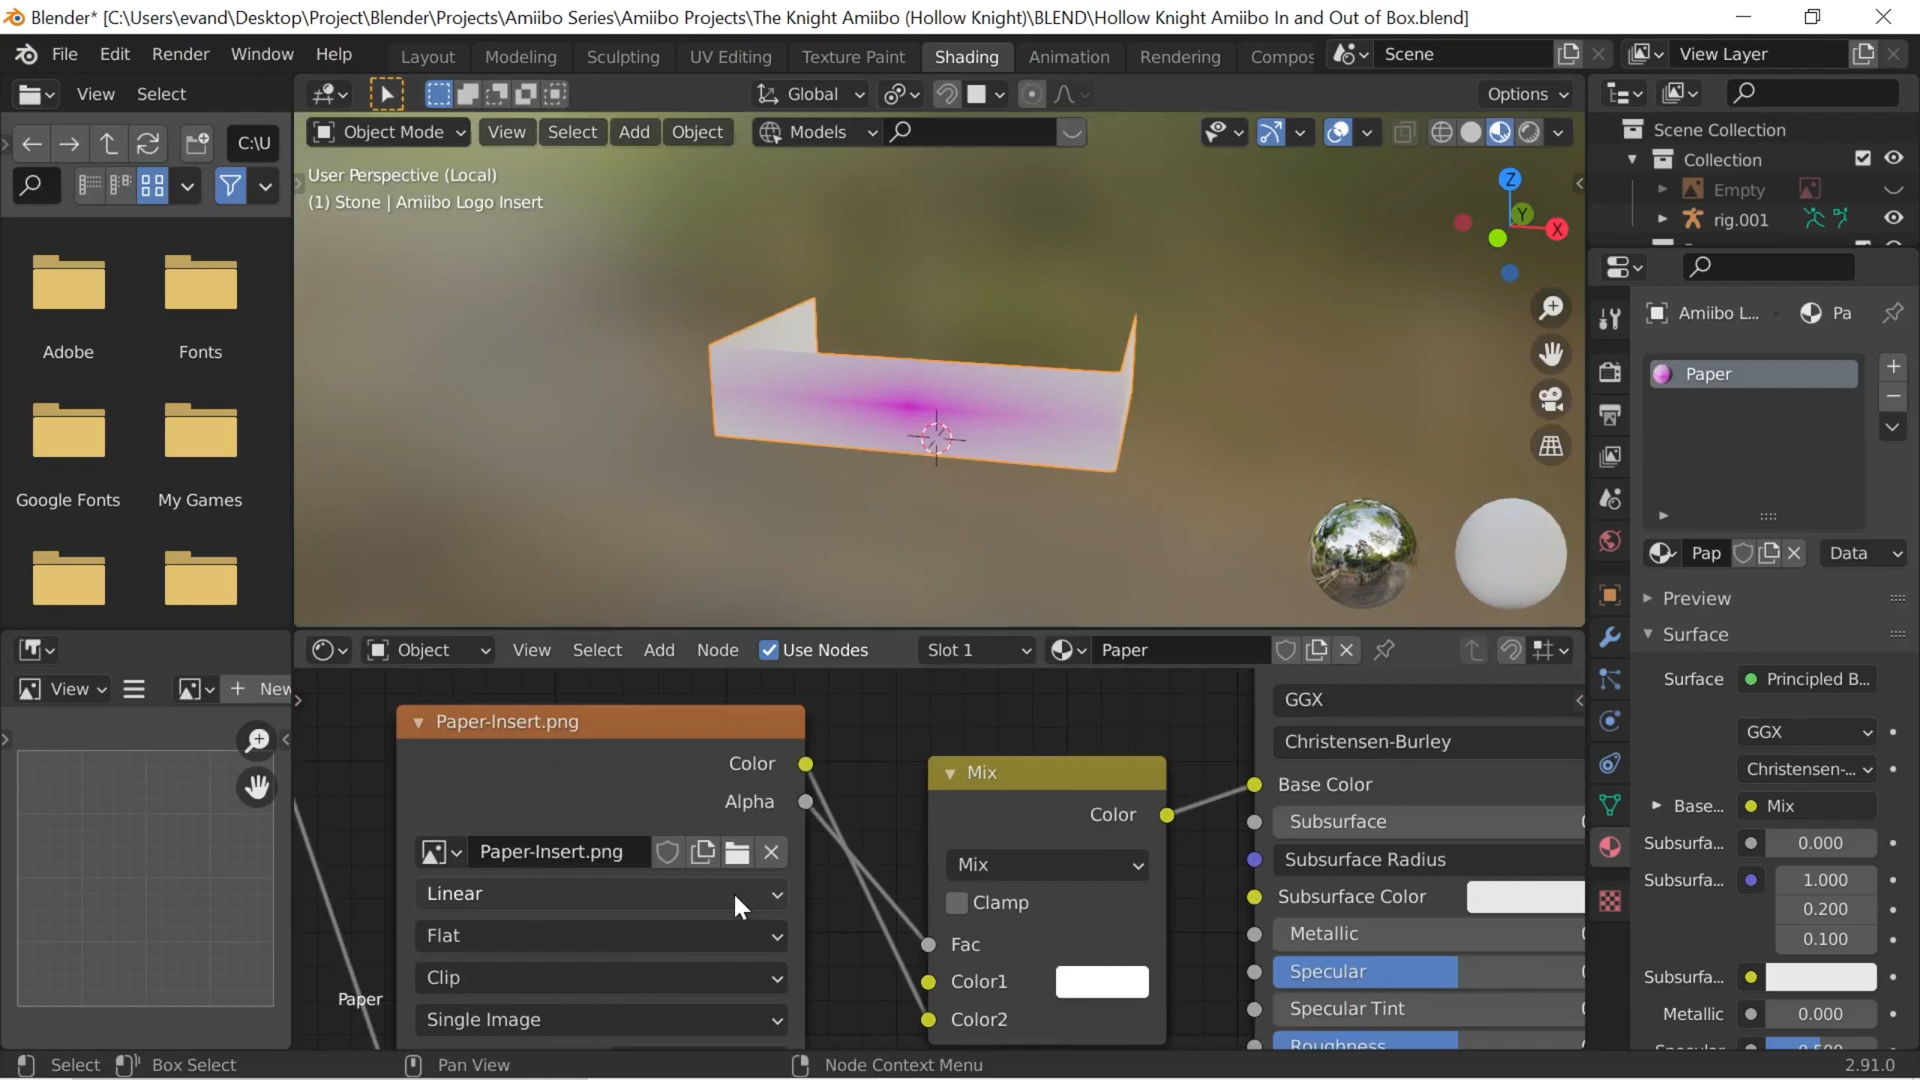 Blender* [C:\Users\evand\Desktop\Project\Blender\Projects\Amiibo Series\Amiibo Projects\The Knight Amiibo (Hollow Knight)\BLEND\Hollow Knight Amiibo In and Out of Box.blend]
File Edit Render Window Help Layout Modeling Sculpting UV Editing Texture Paint Shading Animation Rendering Compos Scene View Layer
View Select Global Options
Object Mode View Select Add Object Models
C:\U
User Perspective (Local)
(1) Stone | Amiibo Logo Insert
Z
Y
X
Scene Collection
Collection
Empty
rig.001
Adobe Fonts
Google Fonts My Games
Amiibo L... Pa
Paper
Pap Data
Preview
Surface
Surface Principled B...
GGX
Christensen-...
Base... Mix
Subsurfa... 0.000
Subsurfa... 1.000
0.200
0.100
Subsurfa...
Metallic 0.000
Specular 0.500
View New
Object View Select Add Node Use Nodes Slot 1 Paper
Paper-Insert.png
Color
Alpha
Paper-Insert.png
Linear
Flat
Clip
Single Image
Paper
Mix
Color
Mix
Clamp
Fac
Color1
Color2
GGX
Christensen-Burley
Base Color
Subsurface
Subsurface Radius
Subsurface Color
Metallic
Specular
Specular Tint
Roughness
Select Box Select Pan View Node Context Menu 2.91.0